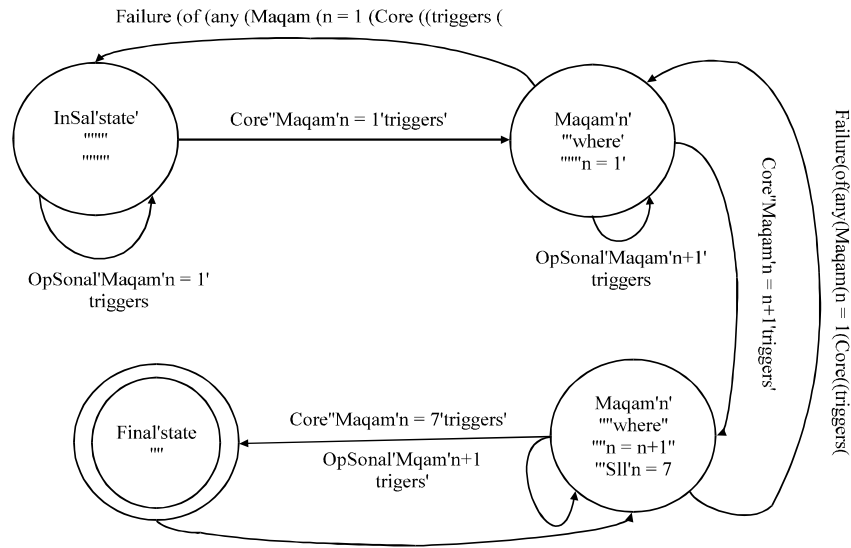 Failure (of (any (Maqam (n = 1 (Core ((triggers (
InSal'state'
""""
"""""
Core"Maqam'n = 1'triggers'
Maqam'n'
'"where'
"""n = 1'
OpSonal'Maqam'n = 1'
triggers
OpSonal'Maqam'n+1'
triggers
Core"Maqam'n = n+1'triggers'
Failure(of(any(Maqam(n = 1(Core((triggers(
Final'state
""
Core"Maqam'n = 7'triggers'
OpSonal'Mqam'n+1
trigers'
Maqam'n'
""where"
""n = n+1"
'"Sll'n = 7